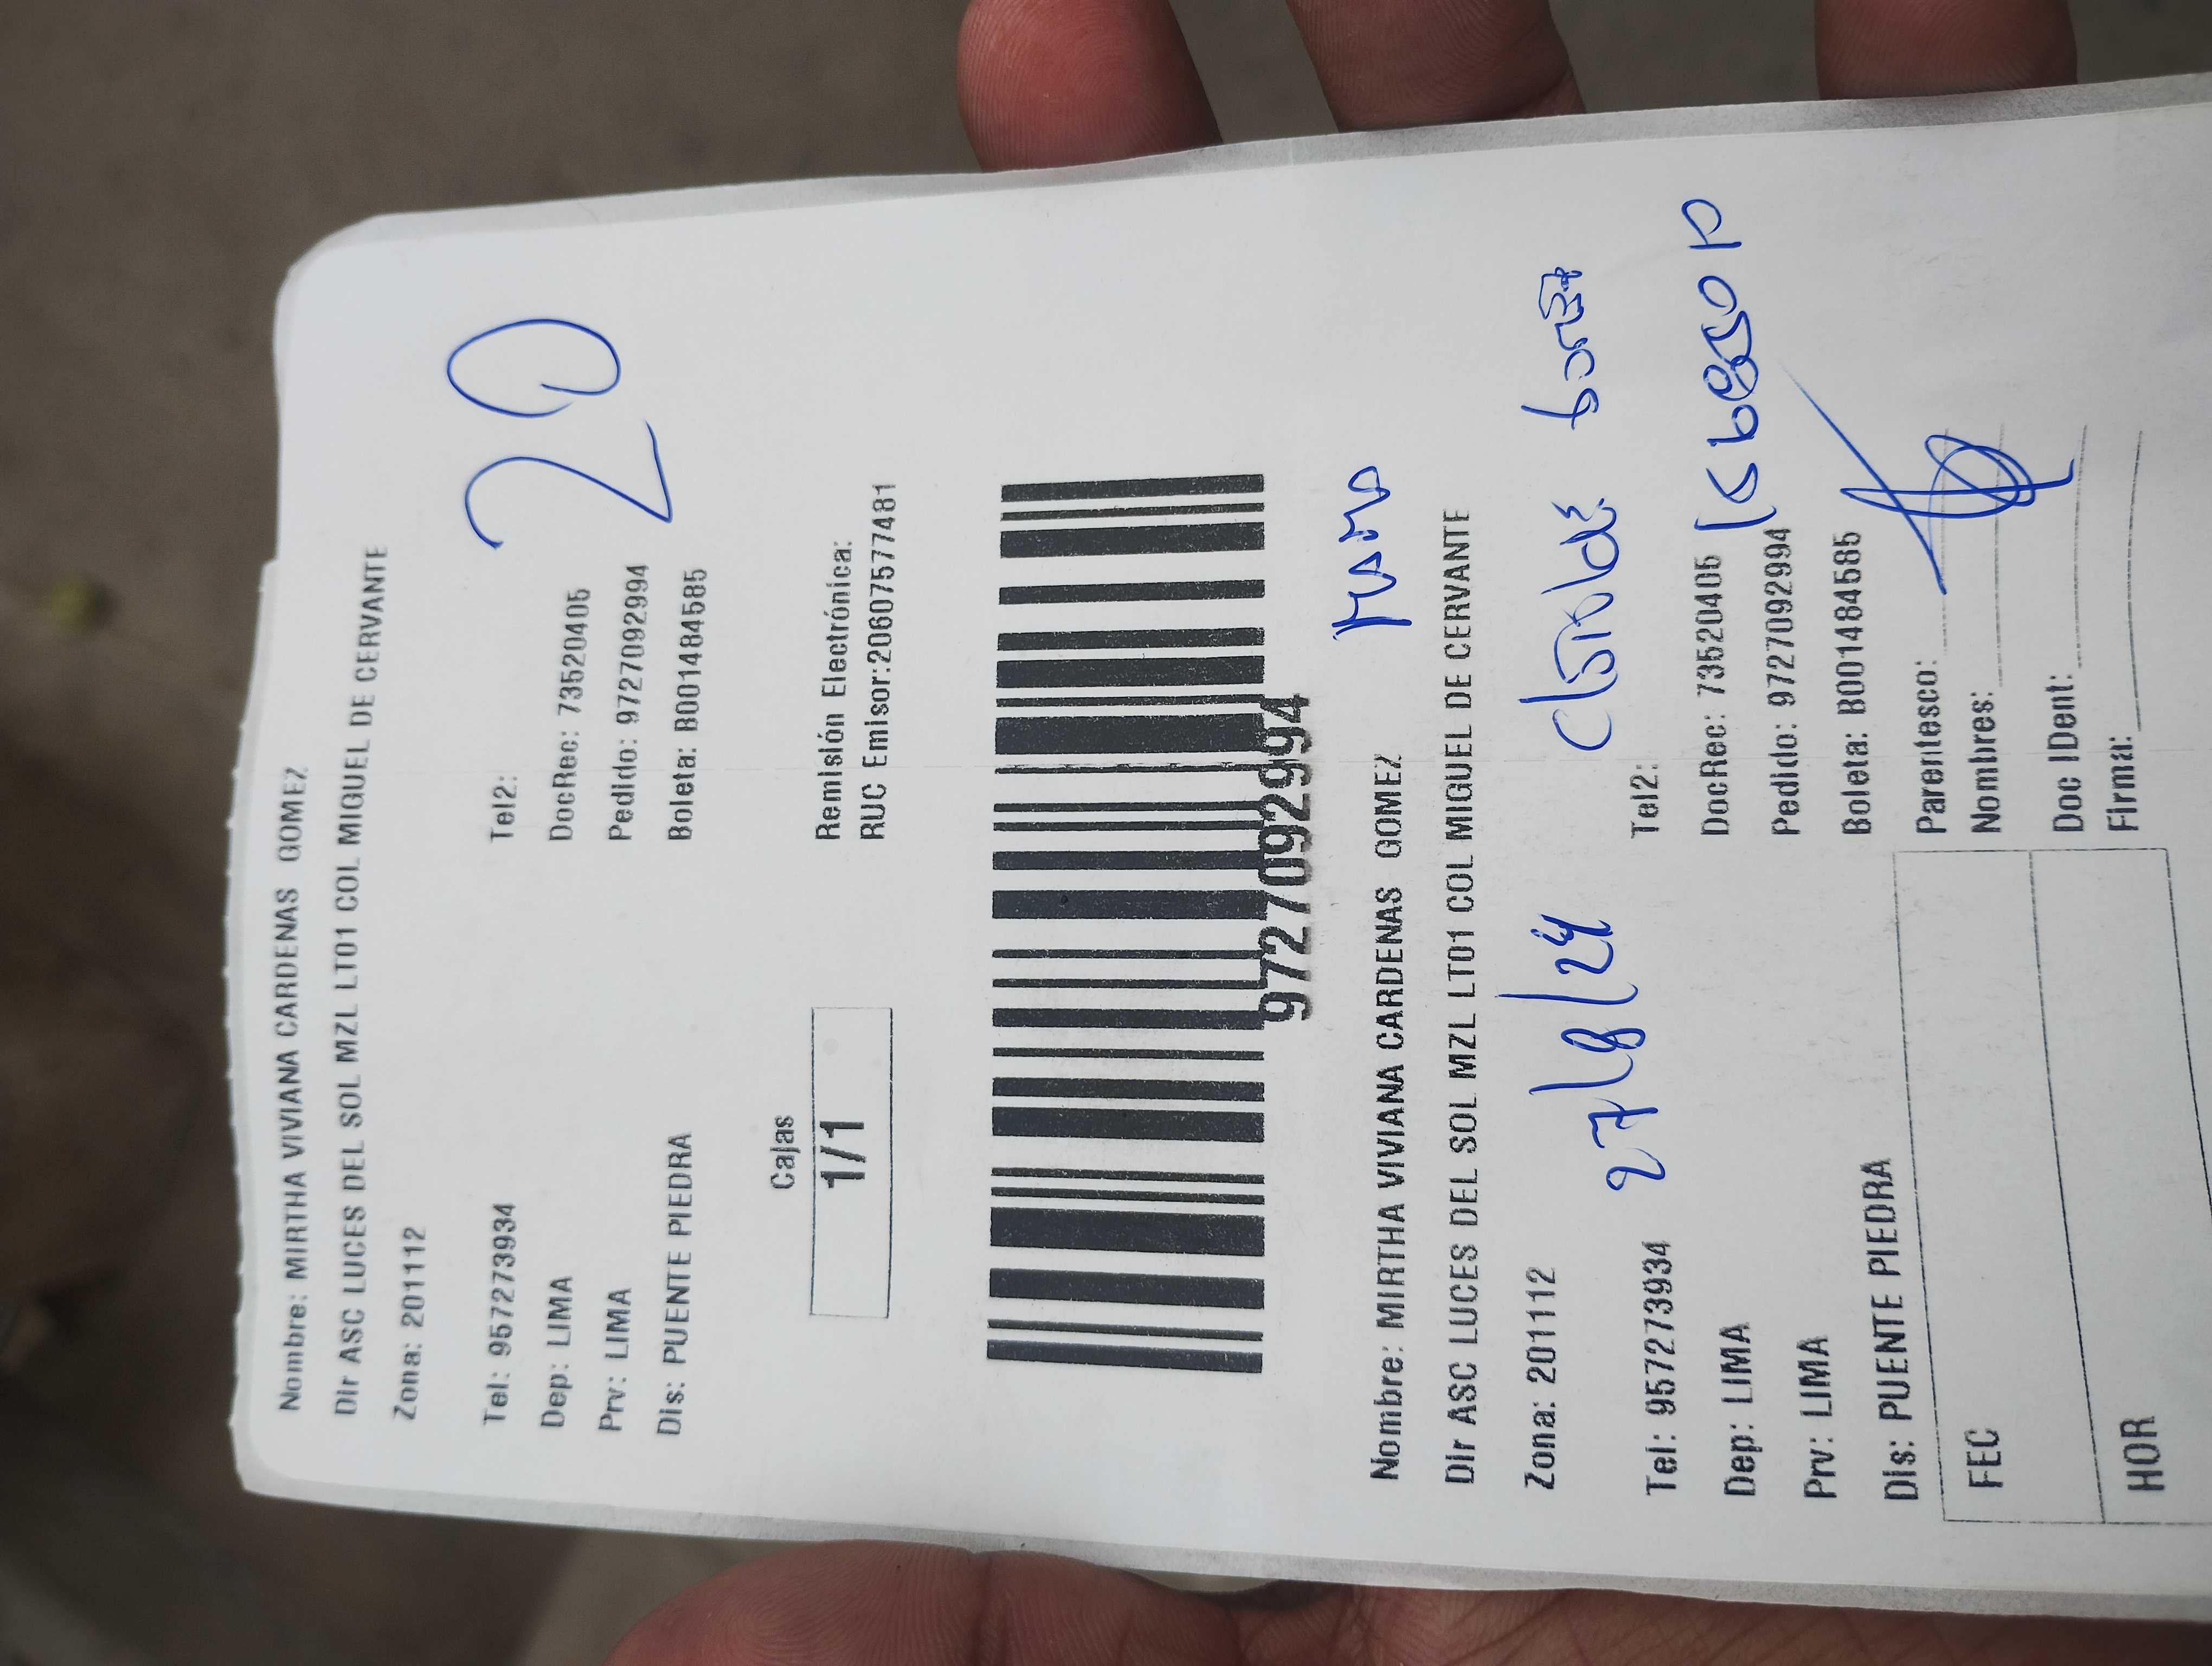 Nombre: MIRTHA VIVIANA CARDENAS GOMEZ
Dir ASC LUCES DEL SOL MZL LT01 COL MIGUEL DE CERVANTE
Zona: 201112
20
Tel: 957273934 Tel2:
Dep: LIMA DocRec: 73520405
Prv: LIMA Pedido: 9727092994
Dis: PUENTE PIEDRA Boleta: B001484585
Cajas
1/1
Remisión Electrónica:
RUC Emisor:20607577481
9727092994
Nombre: MIRTHA VIVIANA CARDENAS GOMEZ
Dir ASC LUCES DEL SOL MZL LT01 COL MIGUEL DE CERVANTE
Zona: 201112
27/8/24
Tel: 957273934 Tel2:
Dep: LIMA DocRec: 73520405
Prv: LIMA Pedido: 9727092994
Dis: PUENTE PIEDRA Boleta: B001484585
FEC
HOR
Parentesco:
Nombres:
Doc IDent:
Firma: